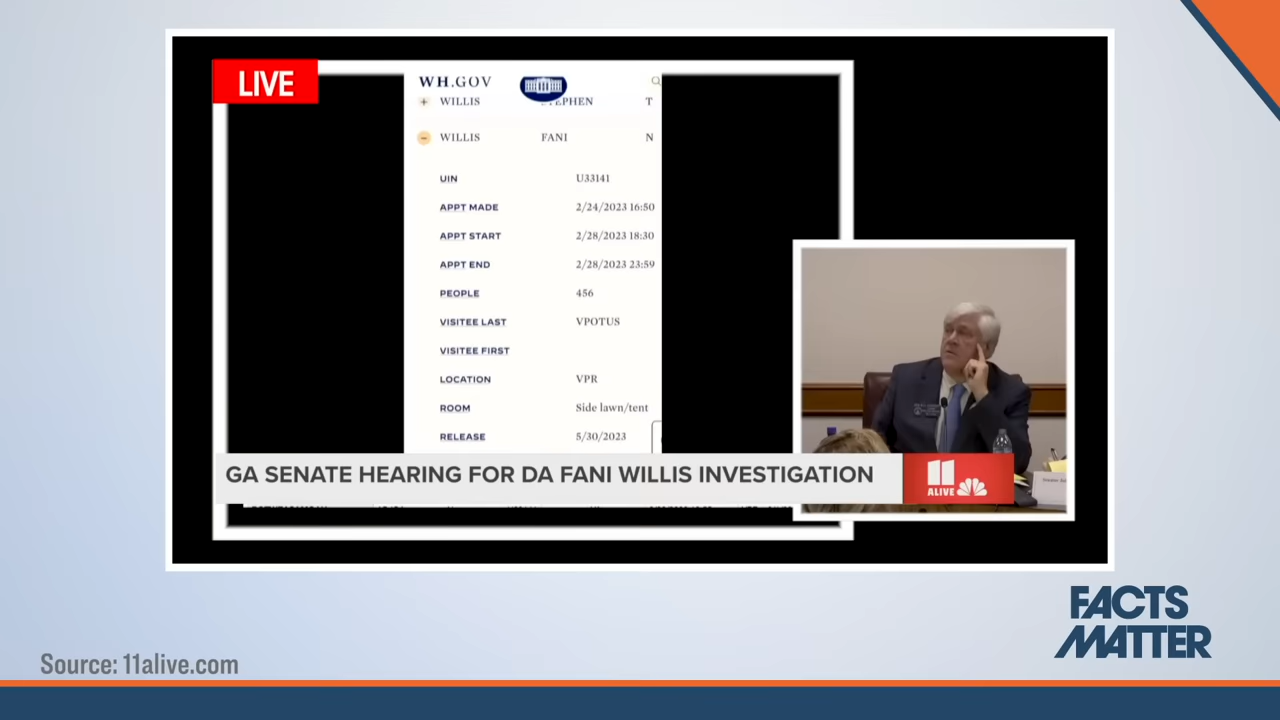 LIVE
WH.GOV
+ WILLIS STEPHEN T
− WILLIS FANI N
UIN U33141
APPT MADE 2/24/2023 16:50
APPT START 2/28/2023 18:30
APPT END 2/28/2023 23:59
PEOPLE 456
VISITEE LAST VPOTUS
VISITEE FIRST
LOCATION VPR
ROOM Side lawn/tent
RELEASE 5/30/2023
GA SENATE HEARING FOR DA FANI WILLIS INVESTIGATION
11
ALIVE
FACTS
MATTER
Source: 11alive.com